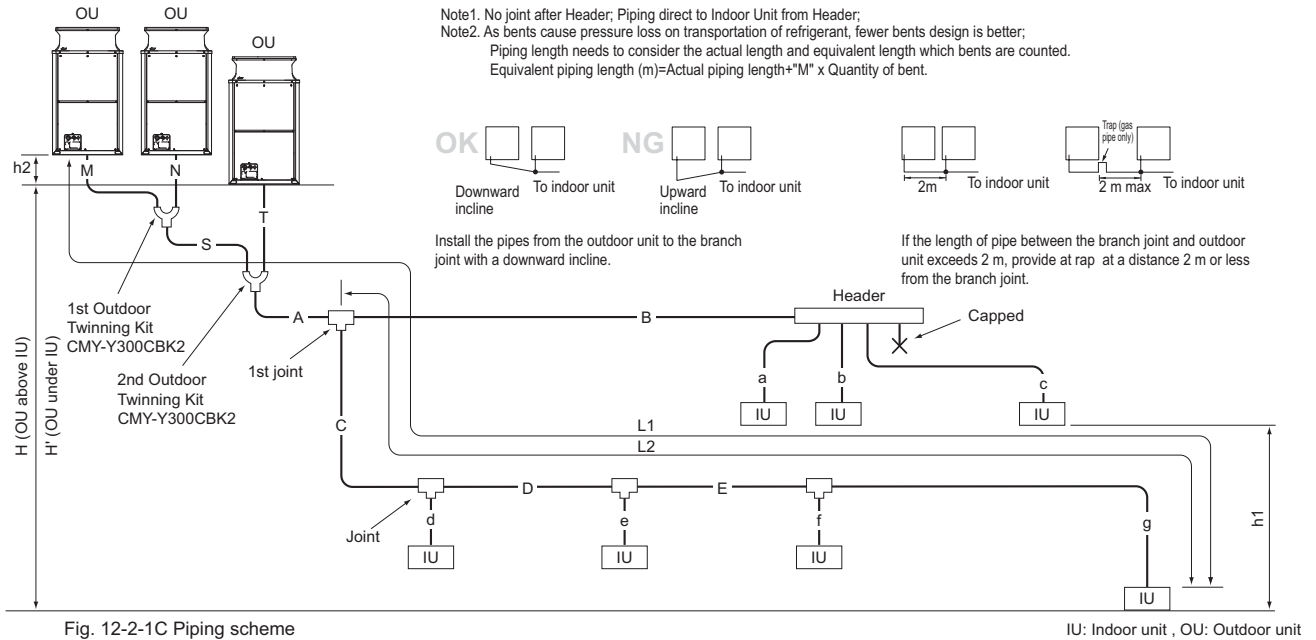 OU
OU
OU
Note1. No joint after Header; Piping direct to Indoor Unit from Header;
Note2. As bents cause pressure loss on transportation of refrigerant, fewer bents design is better;
Piping length needs to consider the actual length and equivalent length which bents are counted.
Equivalent piping length (m)=Actual piping length+"M" x Quantity of bent.
OK
Downward
incline
To indoor unit
NG
Upward
incline
To indoor unit
2m
To indoor unit
Trap (gas
pipe only)
2 m max
To indoor unit
Install the pipes from the outdoor unit to the branch
joint with a downward incline.
If the length of pipe between the branch joint and outdoor
unit exceeds 2 m, provide at rap at a distance 2 m or less
from the branch joint.
h2
M
N
T
S
H (OU above IU)
H' (OU under IU)
1st Outdoor
Twinning Kit
CMY-Y300CBK2
2nd Outdoor
Twinning Kit
CMY-Y300CBK2
A
1st joint
B
Header
Capped
a
b
c
IU
IU
IU
C
L1
L2
D
E
Joint
d
e
f
g
h1
IU
IU
IU
IU
Fig. 12-2-1C Piping scheme
IU: Indoor unit , OU: Outdoor unit